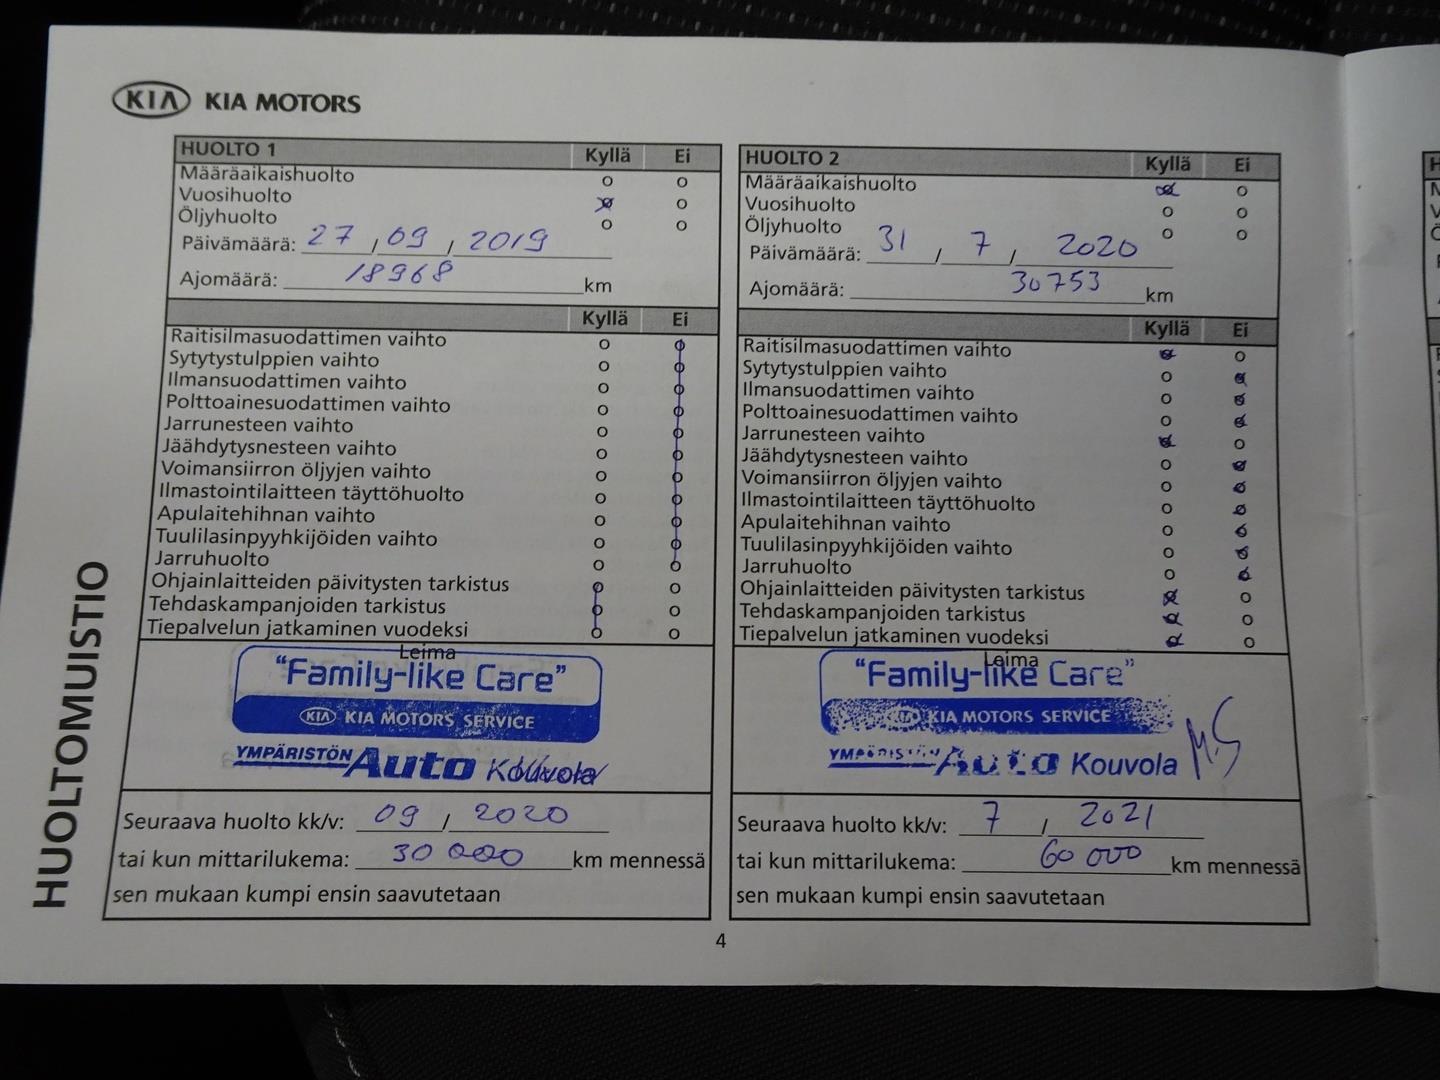 KIA KIA MOTORS
HUOLTO 1 Kyllä Ei
Määräaikaishuolto
Vuosihuolto
Öljyhuolto
Päivämäärä: 27 / 09 / 2019
Ajomäärä: 18968 km
Kyllä Ei
Raitisilmasuodattimen vaihto
Sytytystulppien vaihto
Ilmansuodattimen vaihto
Polttoainesuodattimen vaihto
Jarrunesteen vaihto
Jäähdytysnesteen vaihto
Voimansiirron öljyjen vaihto
Ilmastointilaitteen täyttöhuolto
Apulaitehihnan vaihto
Tuulilasinpyyhkijöiden vaihto
Jarruhuolto
Ohjainlaitteiden päivitysten tarkistus
Tehdaskampanjoiden tarkistus
Tiepalvelun jatkaminen vuodeksi
Leima
"Family-like Care"
KIA KIA MOTORS SERVICE
YMPÄRISTÖN Auto Kouvola
Seuraava huolto kk/v: 09 / 2020
tai kun mittarilukema: 30 000 km mennessä
sen mukaan kumpi ensin saavutetaan
HUOLTO 2 Kyllä Ei
Määräaikaishuolto
Vuosihuolto
Öljyhuolto
Päivämäärä: 31 / 7 / 2020
Ajomäärä: 30753 km
Kyllä Ei
Raitisilmasuodattimen vaihto
Sytytystulppien vaihto
Ilmansuodattimen vaihto
Polttoainesuodattimen vaihto
Jarrunesteen vaihto
Jäähdytysnesteen vaihto
Voimansiirron öljyjen vaihto
Ilmastointilaitteen täyttöhuolto
Apulaitehihnan vaihto
Tuulilasinpyyhkijöiden vaihto
Jarruhuolto
Ohjainlaitteiden päivitysten tarkistus
Tehdaskampanjoiden tarkistus
Tiepalvelun jatkaminen vuodeksi
Leima
"Family-like Care"
KIA KIA MOTORS SERVICE
YMPÄRISTÖN Auto Kouvola MS
Seuraava huolto kk/v: 7 / 2021
tai kun mittarilukema: 60 000 km mennessä
sen mukaan kumpi ensin saavutetaan
HUOLTOMUISTIO
4